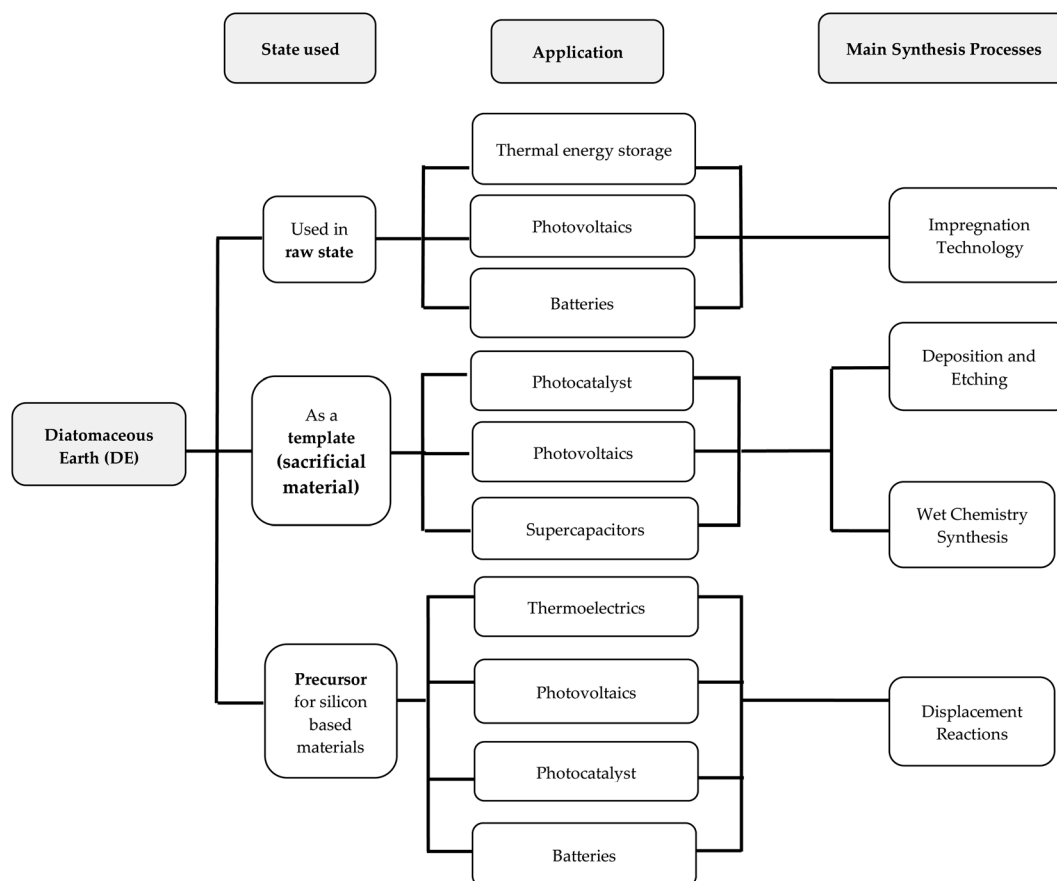 State used
Application
Main Synthesis Processes
Thermal energy storage
Used in
raw state
Photovoltaics
Impregnation
Technology
Batteries
Photocatalyst
Deposition and
Etching
Diatomaceous
Earth (DE)
As a
template
(sacrificial
material)
Photovoltaics
Supercapacitors
Wet Chemistry
Synthesis
Thermoelectrics
Precursor
for silicon
based
materials
Photovoltaics
Displacement
Reactions
Photocatalyst
Batteries